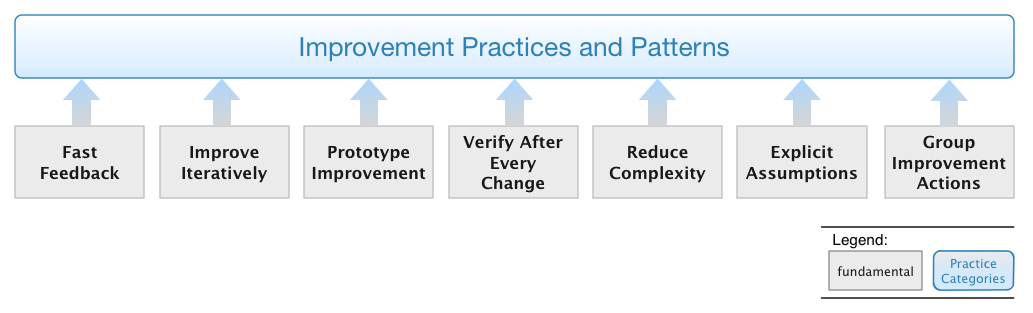 Improvement Practices and Patterns
Fast
Feedback
Improve
Iteratively
Prototype
Improvement
Verify After
Every
Change
Reduce
Complexity
Explicit
Assumptions
Group
Improvement
Actions
Legend:
fundamental
Practice
Categories